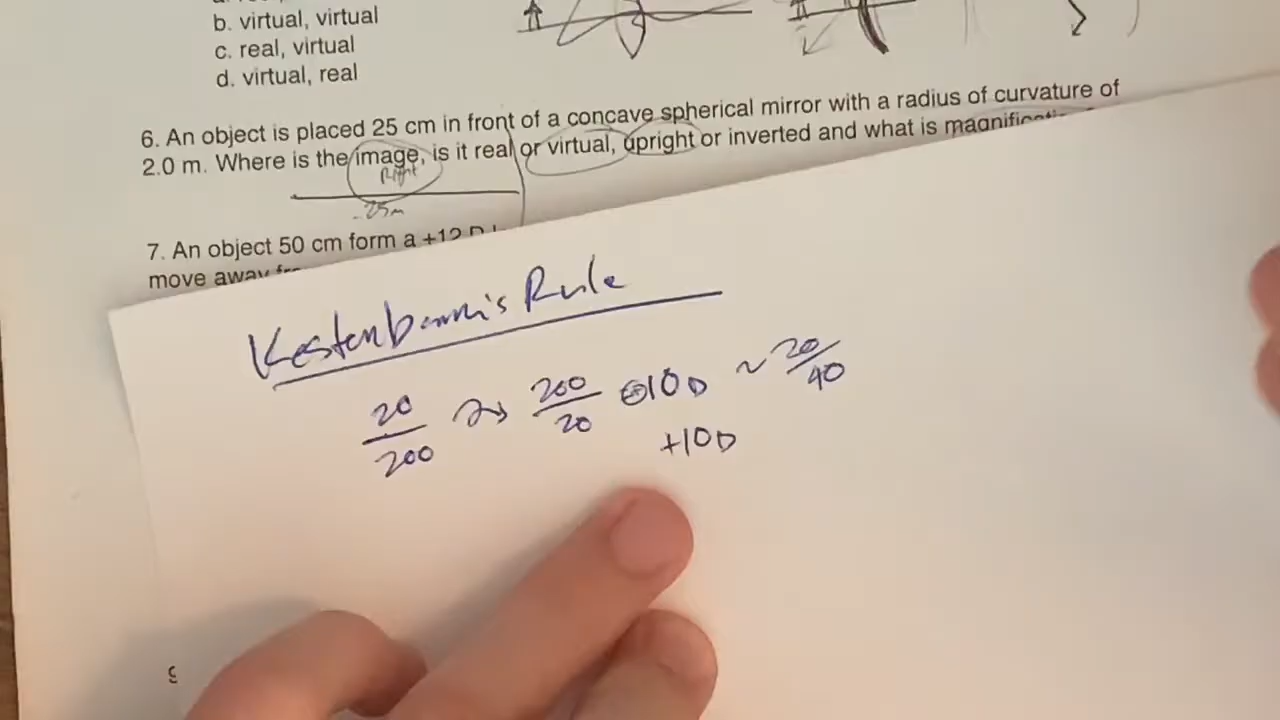 b. virtual, virtual
c. real, virtual
d. virtual, real
6. An object is placed 25 cm in front of a concave spherical mirror with a radius of curvature of
2.0 m. Where is the image, is it real or virtual, upright or inverted and what is
Right
.25m
7. An object 50 cm form a +12 D
move away
Kestenbaum's Rule
20/200 200/20 +10D ~ 20/40
+10D